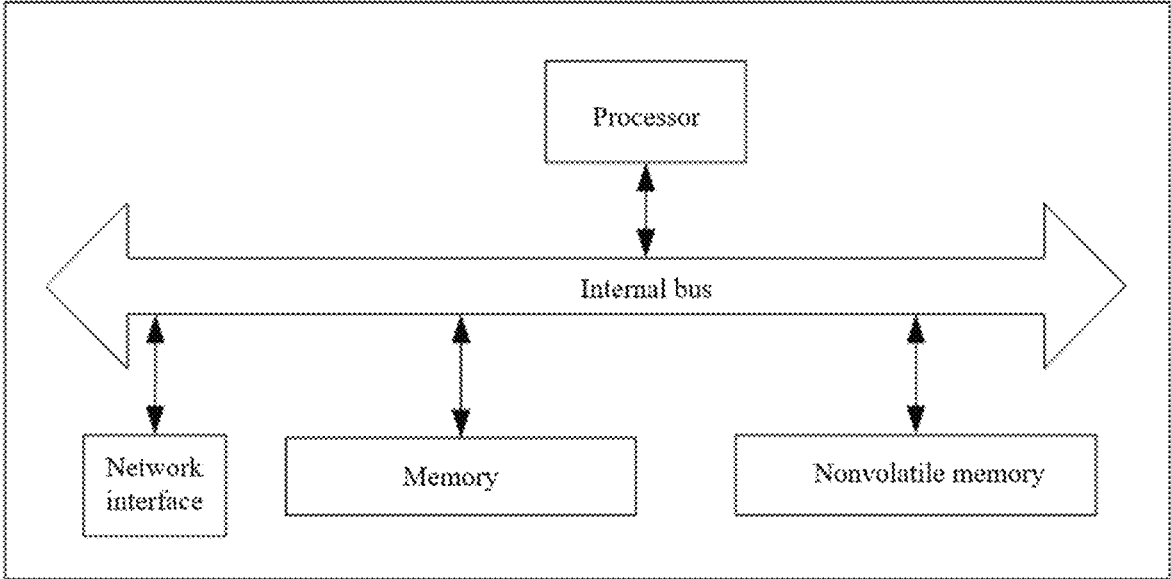 Processor
Internal bus
Network
interface
Memory
Nonvolatile memory